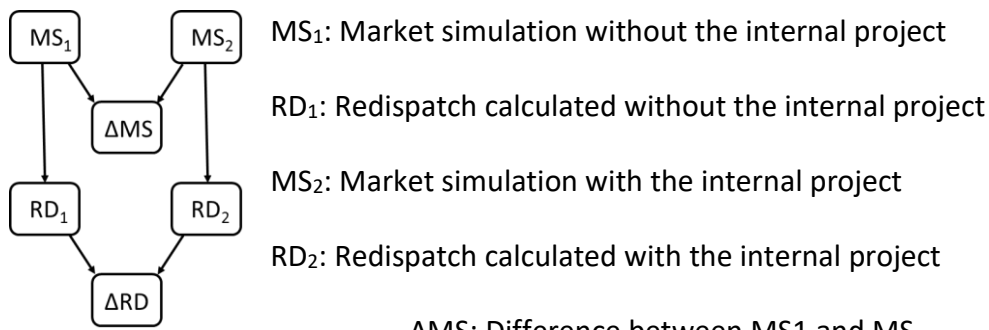 MS₁
MS₂
ΔMS
RD₁
RD₂
ΔRD
MS₁: Market simulation without the internal project
RD₁: Redispatch calculated without the internal project
MS₂: Market simulation with the internal project
RD₂: Redispatch calculated with the internal project
ΔMS: Difference between MS1 and MS